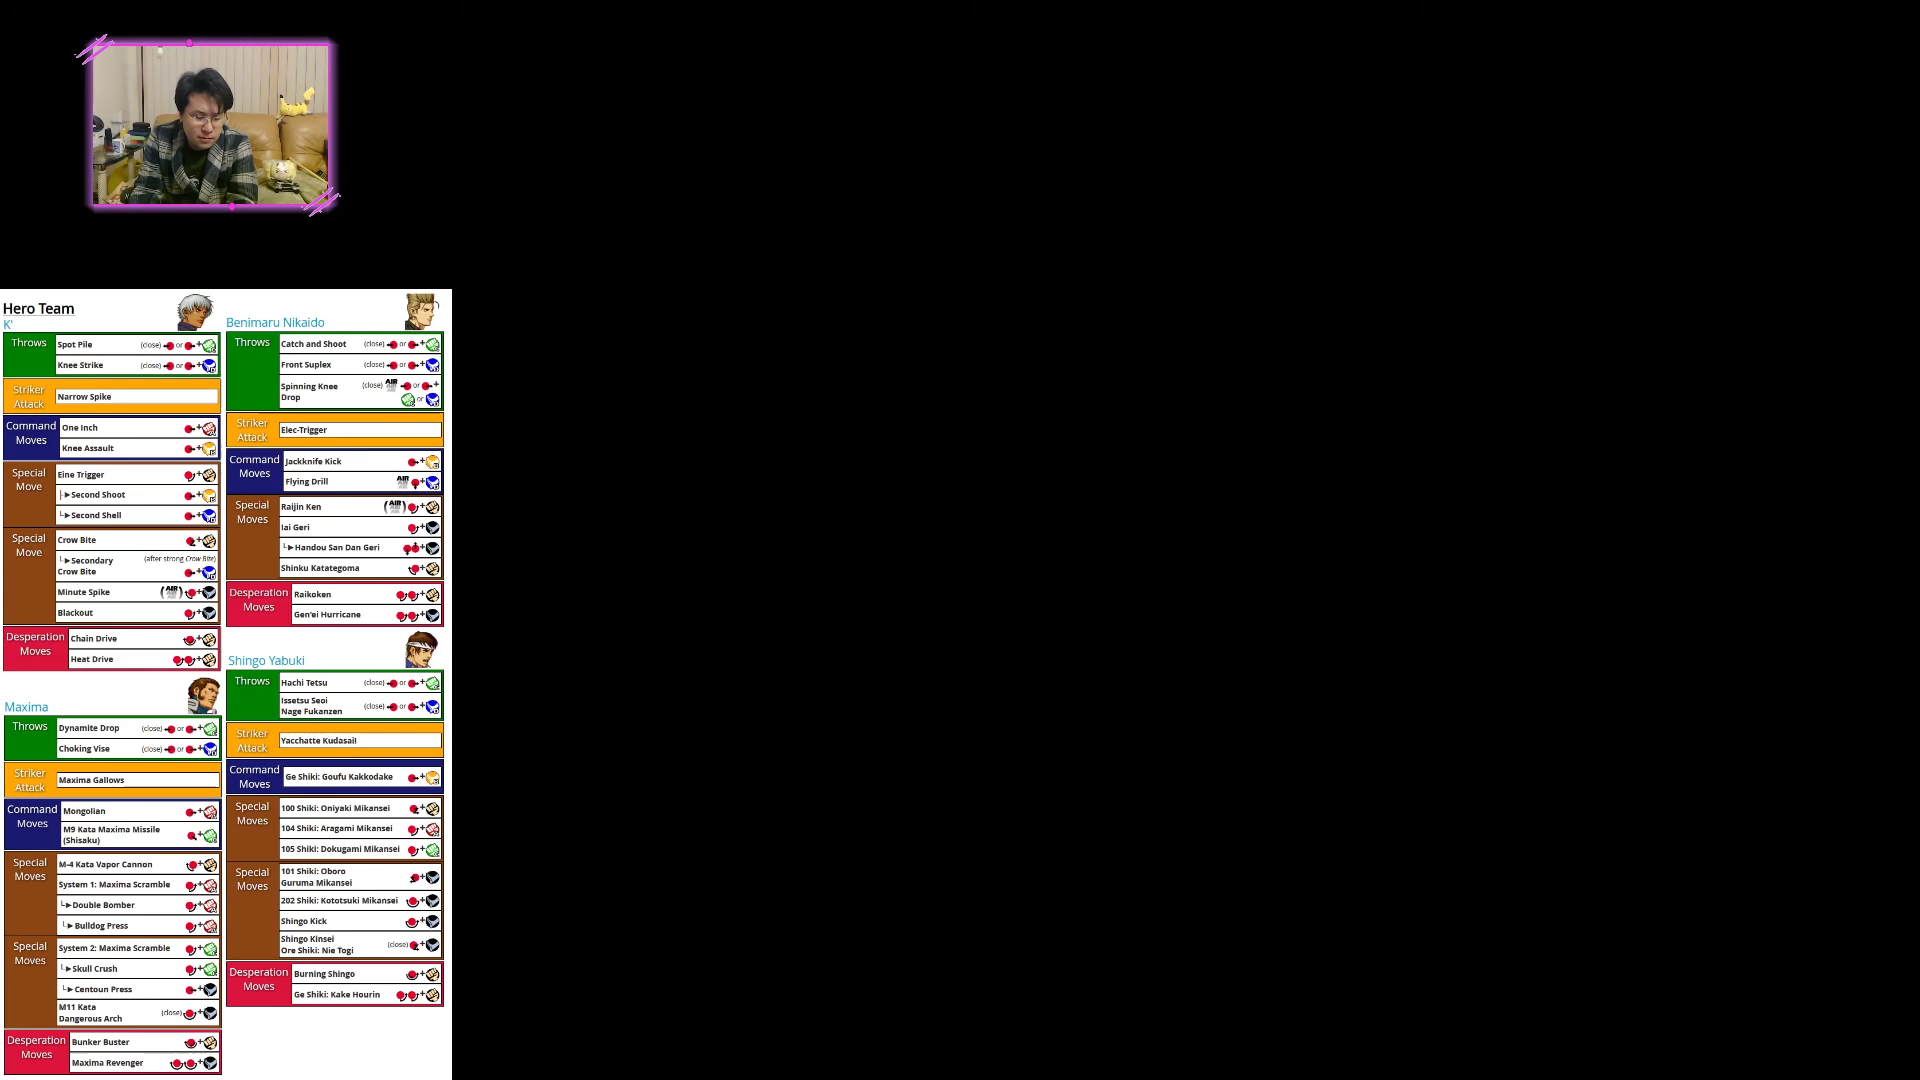 Hero Team
K'
Throws
Spot Pile (close) or +
Knee Strike (close) or +
Striker
Attack
Narrow Spike
Command
Moves
One Inch +
Knee Assault +
Special
Move
Eine Trigger +
Second Shoot +
Second Shell +
Special
Move
Crow Bite +
Secondary
Crow Bite
(after strong Crow Bite)
+
Minute Spike (AIR) +
Blackout +
Desperation
Moves
Chain Drive +
Heat Drive +
Maxima
Throws
Dynamite Drop (close) or +
Choking Vise (close) or +
Striker
Attack
Maxima Gallows
Command
Moves
Mongolian +
M9 Kata Maxima Missile
(Shisaku) +
Special
Moves
M-4 Kata Vapor Cannon +
System 1: Maxima Scramble +
Double Bomber +
Bulldog Press +
Special
Moves
System 2: Maxima Scramble +
Skull Crush +
Centoun Press +
M11 Kata
Dangerous Arch (close) +
Desperation
Moves
Bunker Buster +
Maxima Revenger +
Benimaru Nikaido
Throws
Catch and Shoot (close) or +
Front Suplex (close) or +
Spinning Knee
Drop
(close) AIR or +
or
Striker
Attack
Elec-Trigger
Command
Moves
Jackknife Kick +
Flying Drill AIR +
Special
Moves
Raijin Ken (AIR) +
Iai Geri +
Handou San Dan Geri +
Shinku Katategoma +
Desperation
Moves
Raikoken +
Gen'ei Hurricane +
Shingo Yabuki
Throws
Hachi Tetsu (close) or +
Issetsu Seoi
Nage Fukanzen (close) or +
Striker
Attack
Yacchatte Kudasai!
Command
Moves
Ge Shiki: Goufu Kakkodake +
Special
Moves
100 Shiki: Oniyaki Mikansei +
104 Shiki: Aragami Mikansei +
105 Shiki: Dokugami Mikansei +
Special
Moves
101 Shiki: Oboro
Guruma Mikansei +
202 Shiki: Kototsuki Mikansei +
Shingo Kick +
Shingo Kinsei
Ore Shiki: Nie Togi (close) +
Desperation
Moves
Burning Shingo +
Ge Shiki: Kake Hourin +